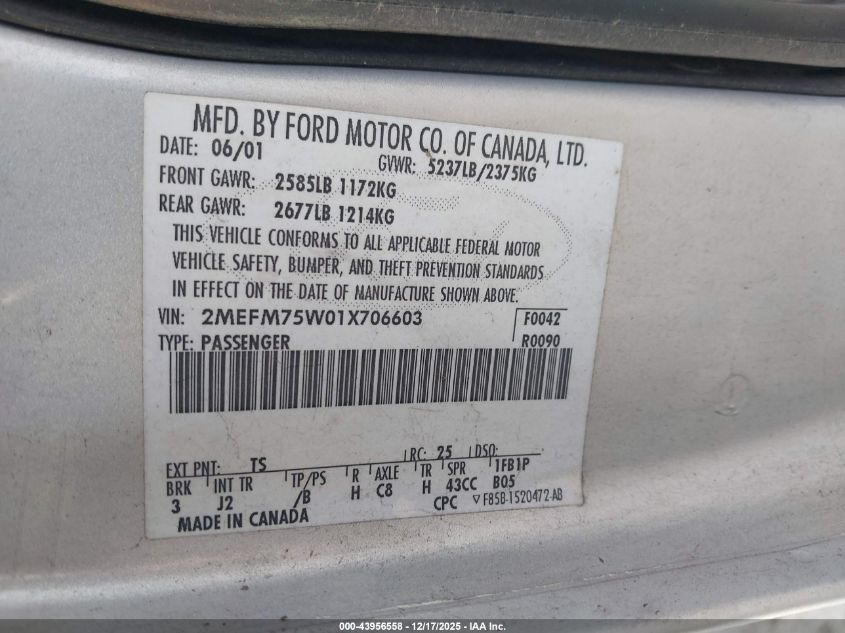 MFD. BY FORD MOTOR CO. OF CANADA, LTD.
DATE: 06/01 GVWR: 5237LB/2375KG
FRONT GAWR: 2585LB 1172KG
REAR GAWR: 2677LB 1214KG
THIS VEHICLE CONFORMS TO ALL APPLICABLE FEDERAL MOTOR
VEHICLE SAFETY, BUMPER, AND THEFT PREVENTION STANDARDS
IN EFFECT ON THE DATE OF MANUFACTURE SHOWN ABOVE.
VIN: 2MEFM75W01X706603 F0042
TYPE: PASSENGER R0090
EXT PNT: TS RC: 25 DSO:
BRK INT TR TP/PS R AXLE TR SPR 1FB1P
3 J2 /B H C8 H 43CC B05
MADE IN CANADA CPC ▽F85B-1520472-AB
000-43956558 — 12/17/2025 — IAA Inc.